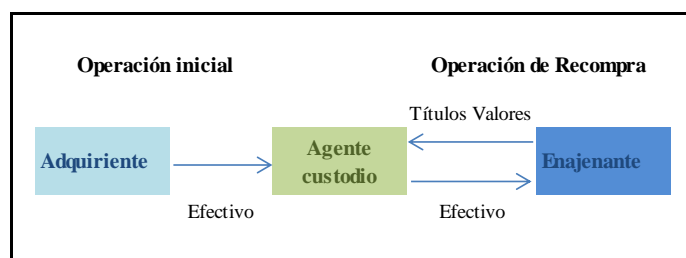 Operación inicial
Operación de Recompra
Títulos Valores
Adquiriente
Agente
custodio
Enajenante
Efectivo
Efectivo